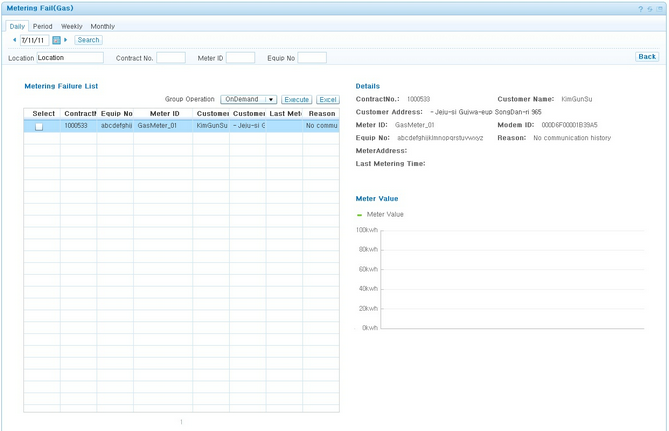 Metering Fail(Gas)
Daily Period Weekly Monthly
7/11/11 Search
Location Location Contract No. Meter ID Equip No Back
Metering Failure List
Group Operation OnDemand Execute Excel
Select Contract Equip No Meter ID Customer Customer Last Mete Reason
1000533 abcdefghij GasMeter_01 KimGunSu - Jeju-si G No commu
1
Details
ContractNo.: 1000533 Customer Name: KimGunSu
Customer Address: - Jeju-si Gujwa-eup SongDan-ri 965
Meter ID: GasMeter_01 Modem ID: 000D6F00001B39A5
Equip No: abcdefghijklmnopqrstuvwxyz Reason: No communication history
MeterAddress:
Last Metering Time:
Meter Value
Meter Value
100kwh
80kwh
60kwh
40kwh
20kwh
0kwh